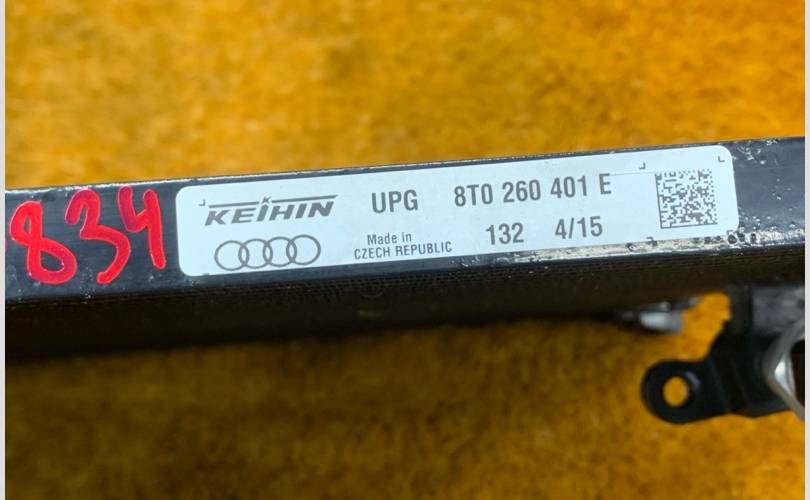 834
KEIHIN UPG 8T0 260 401 E
Made in
CZECH REPUBLIC 132 4/15